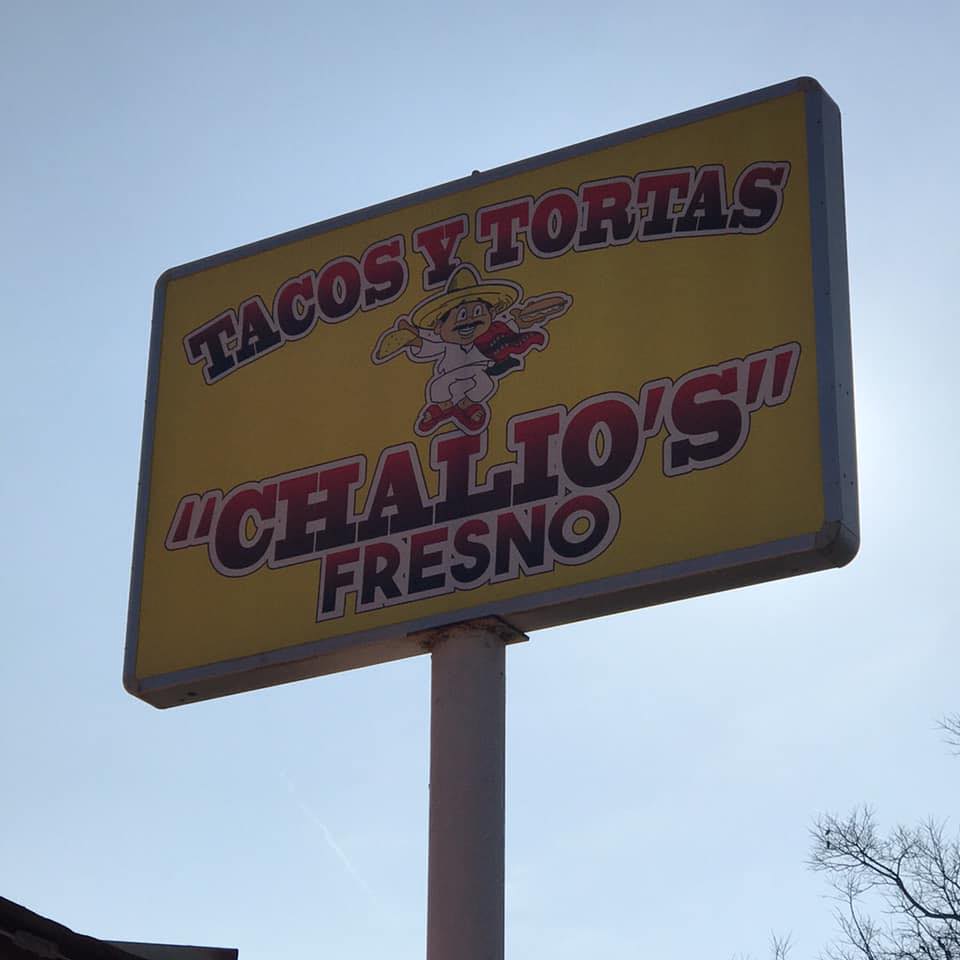 TACOS Y TORTAS
"CHALIO'S"
FRESNO